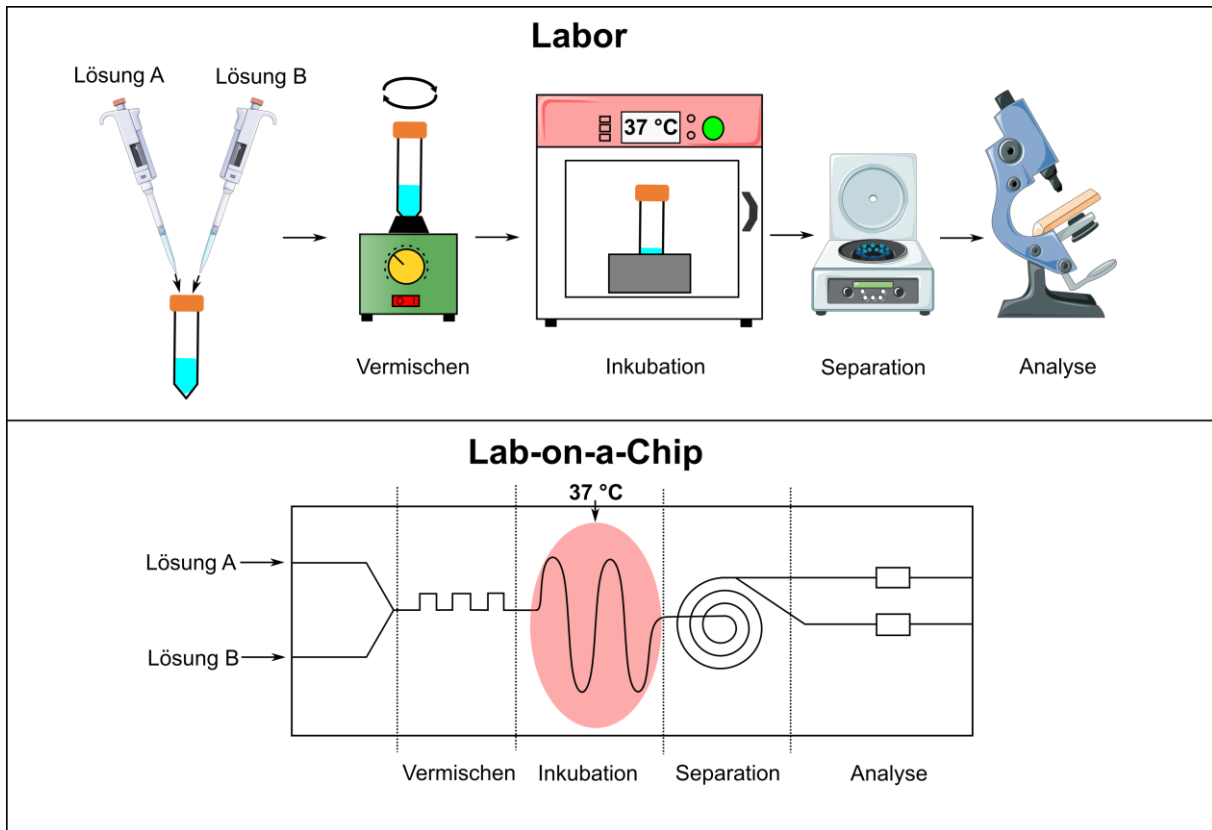 Labor
Lösung A
Lösung B
37 °C
Vermischen
Inkubation
Separation
Analyse
Lab-on-a-Chip
37 °C
Lösung A
Lösung B
Vermischen
Inkubation
Separation
Analyse